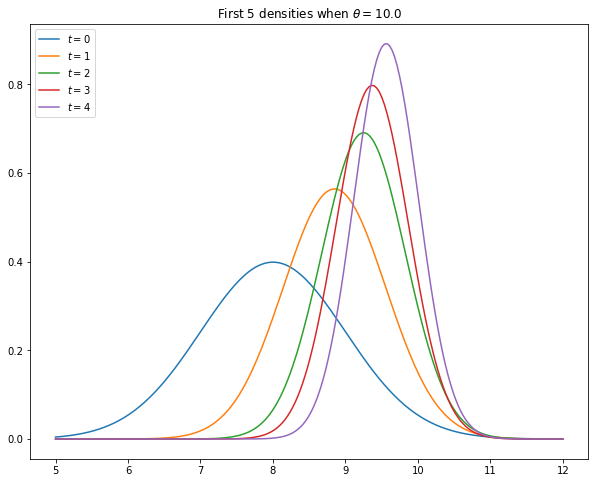 First 5 densities when θ = 10.0
t = 0
t = 1
t = 2
t = 3
t = 4
0.8
0.6
0.4
0.2
0.0
5 6 7 8 9 10 11 12